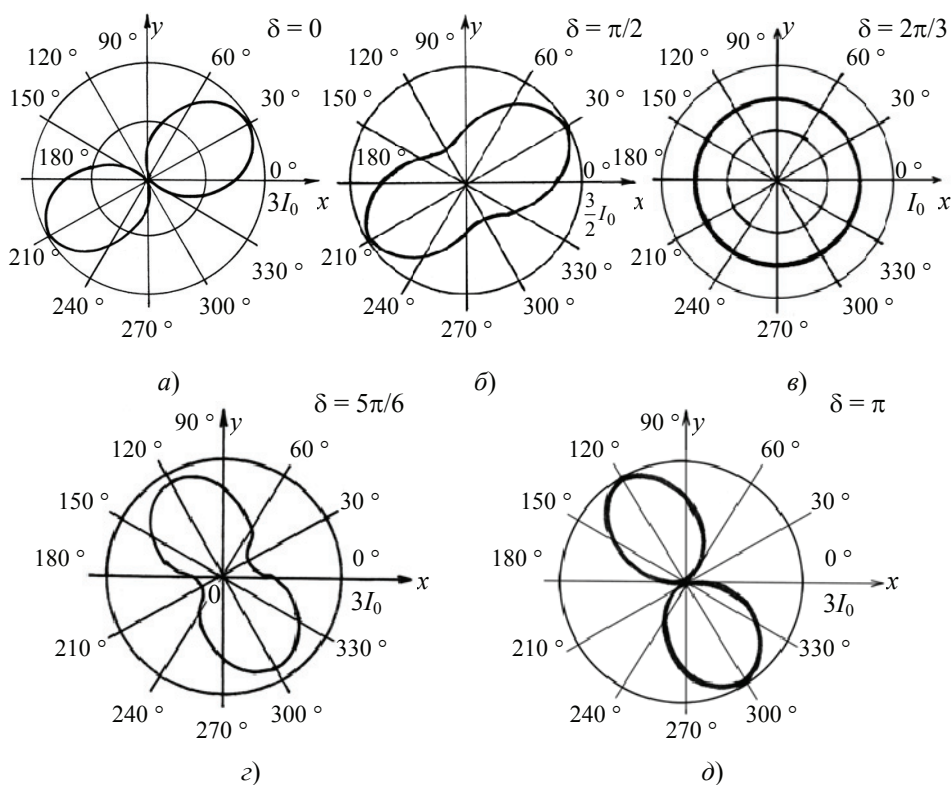 y δ = 0
90 °
120 ° 60 °
150 ° 30 °
180 ° 0 °
3I₀ x
210 ° 330 °
240 ° 300 °
270 °
а)
y δ = π/2
90 °
120 ° 60 °
150 ° 30 °
180 ° 0 °
3/2 I₀ x
210 ° 330 °
240 ° 300 °
270 °
б)
y δ = 2π/3
90 °
120 ° 60 °
150 ° 30 °
180 ° 0 °
I₀ x
210 ° 330 °
240 ° 300 °
270 °
в)
δ = 5π/6
90 ° y
120 ° 60 °
150 ° 30 °
180 ° 0 °
0 3I₀ x
210 ° 330 °
240 ° 300 °
270 °
г)
δ = π
90 ° y
120 ° 60 °
150 ° 30 °
180 ° 0 °
3I₀ x
210 ° 330 °
240 ° 300 °
270 °
д)